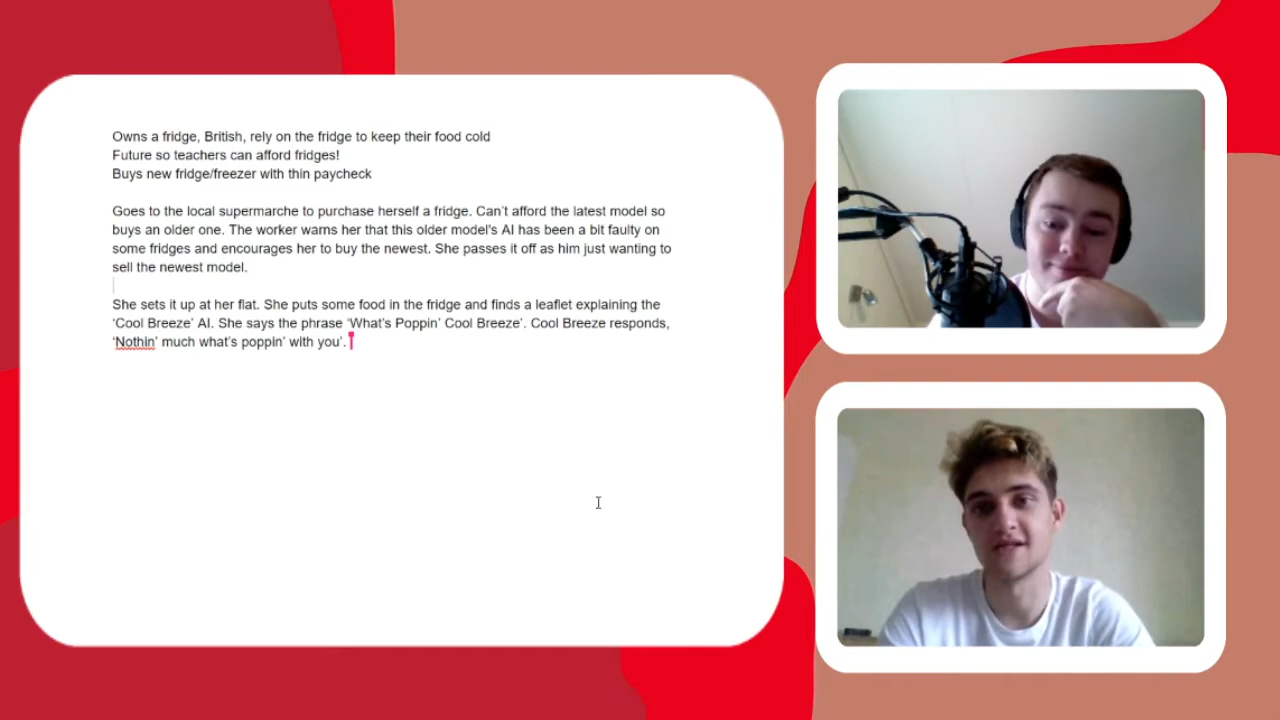 Owns a fridge, British, rely on the fridge to keep their food cold
Future so teachers can afford fridges!
Buys new fridge/freezer with thin paycheck
Goes to the local supermarche to purchase herself a fridge. Can't afford the latest model so
buys an older one. The worker warns her that this older model's AI has been a bit faulty on
some fridges and encourages her to buy the newest. She passes it off as him just wanting to
sell the newest model.
She sets it up at her flat. She puts some food in the fridge and finds a leaflet explaining the
'Cool Breeze' AI. She says the phrase 'What's Poppin' Cool Breeze'. Cool Breeze responds,
'Nothin' much what's poppin' with you'.